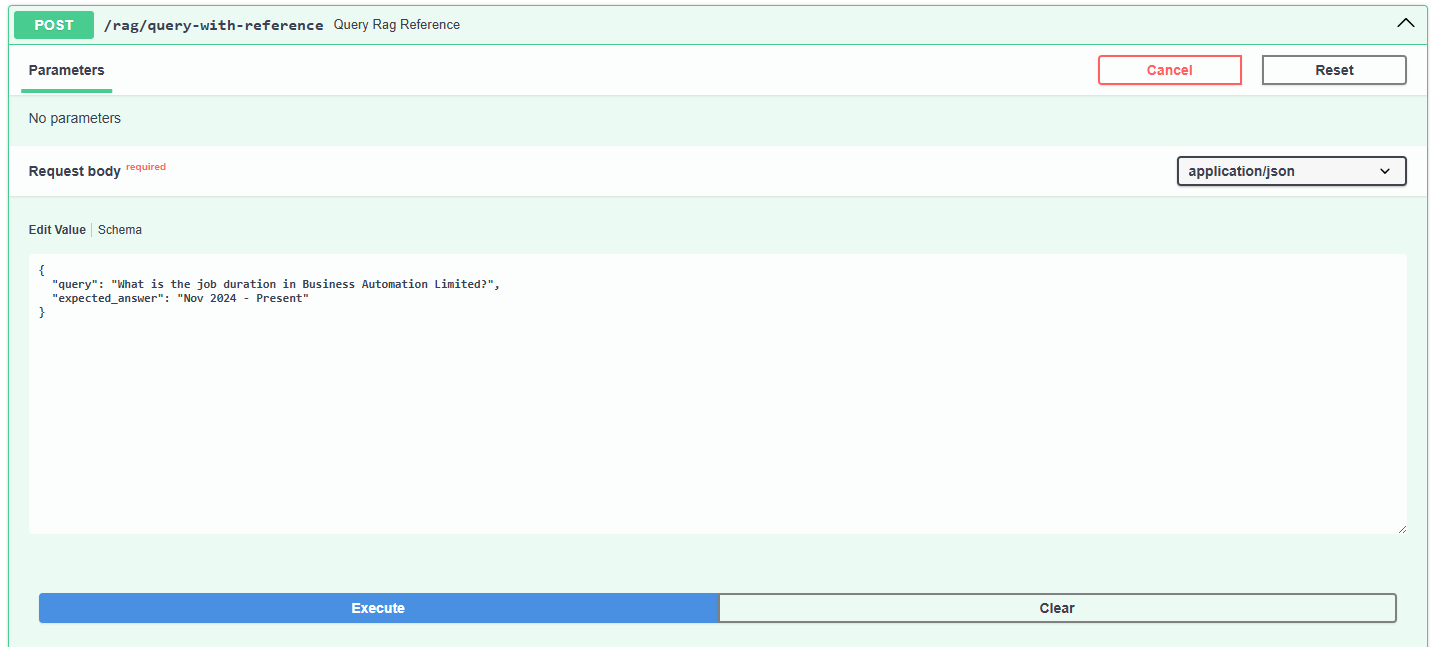 POST /rag/query-with-reference Query Rag Reference
Parameters
Cancel
Reset
No parameters
Request body required
application/json
Edit Value | Schema
{
  "query": "What is the job duration in Business Automation Limited?",
  "expected_answer": "Nov 2024 - Present"
}
Execute
Clear